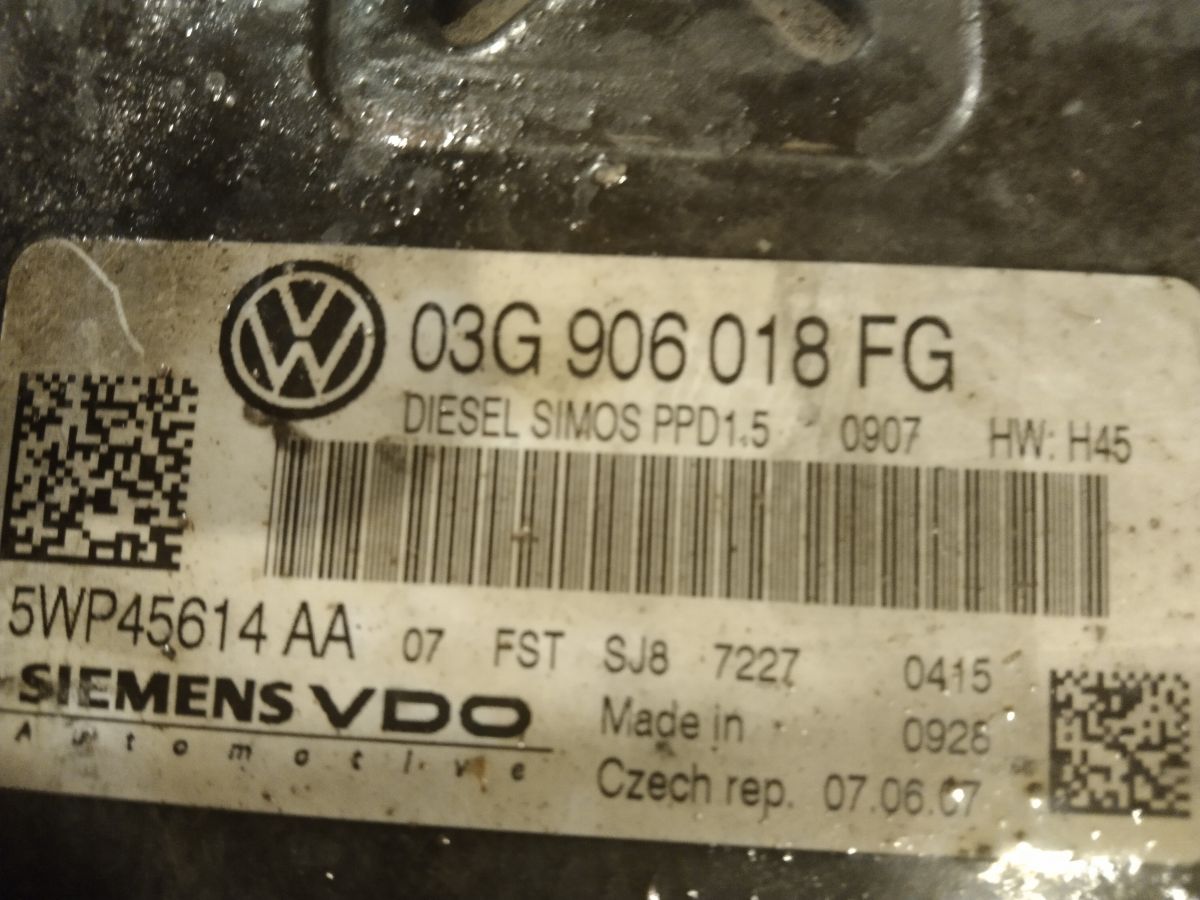 03G 906 018 FG
DIESEL SIMOS PPD1.5 0907 HW: H45
5WP45614 AA 07 FST SJ8 7227 0415
SIEMENS VDO
Automotive
Made in 0928
Czech rep. 07.06.07